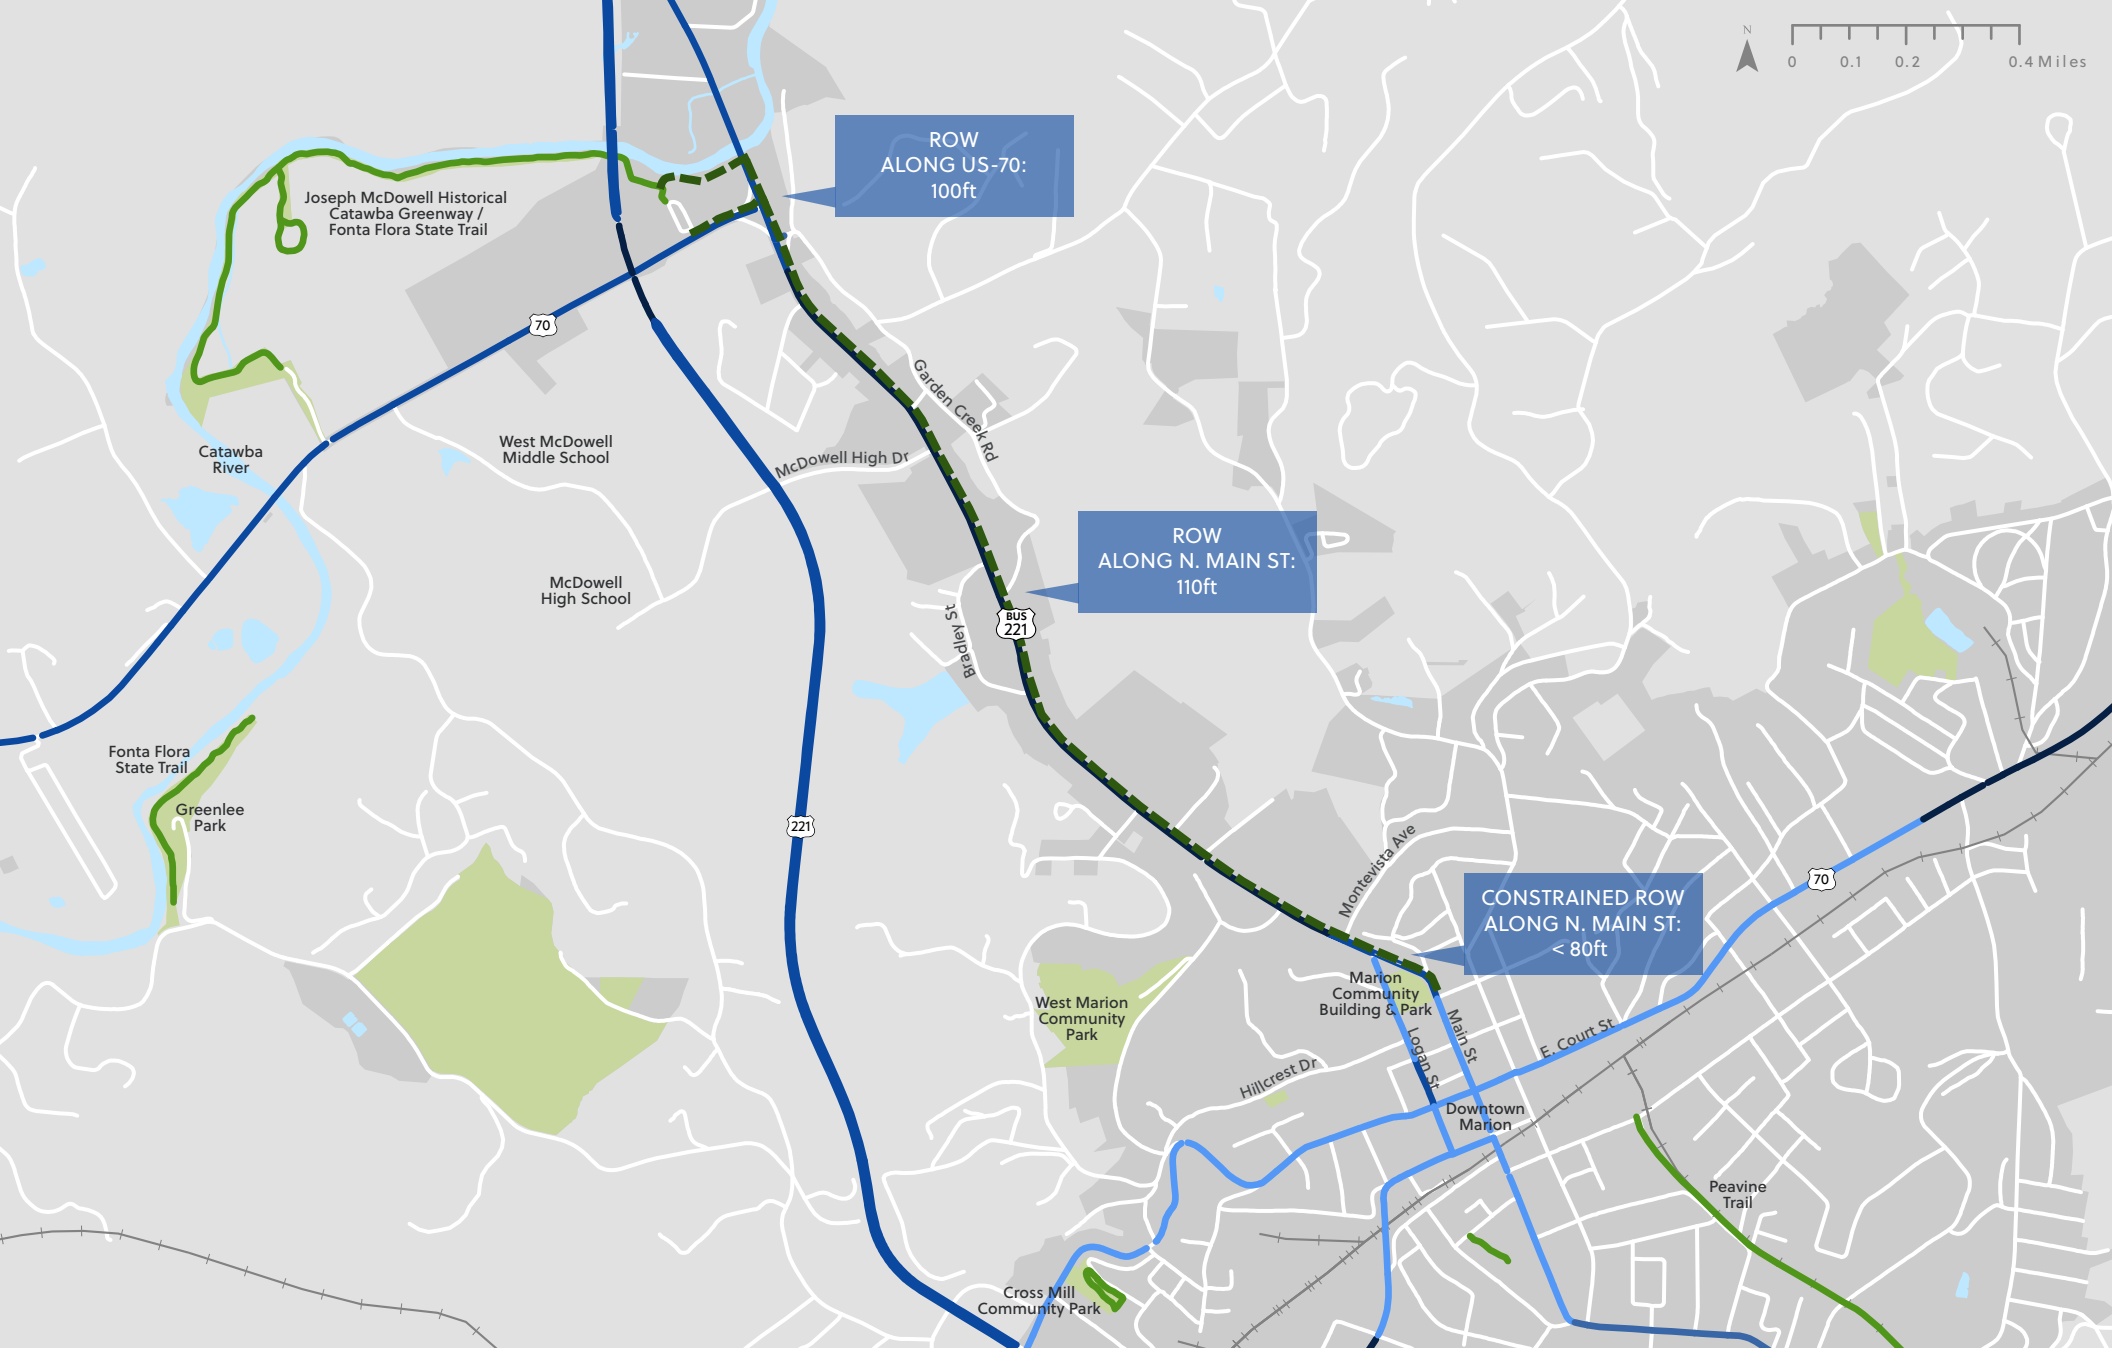 N
0 0.1 0.2 0.4 Miles
ROW
ALONG US-70:
100ft
Joseph McDowell Historical
Catawba Greenway /
Fonta Flora State Trail
70
Garden Creek Rd
West McDowell
Middle School
McDowell High Dr
Catawba
River
ROW
ALONG N. MAIN ST:
110ft
McDowell
High School
BUS
221
Bradley St
Fonta Flora
State Trail
Greenlee
Park
221
Montevista Ave
70
CONSTRAINED ROW
ALONG N. MAIN ST:
< 80ft
Marion
Community
Building & Park
West Marion
Community
Park
Main St
Logan St
E. Court St
Hillcrest Dr
Downtown
Marion
Peavine
Trail
Cross Mill
Community Park